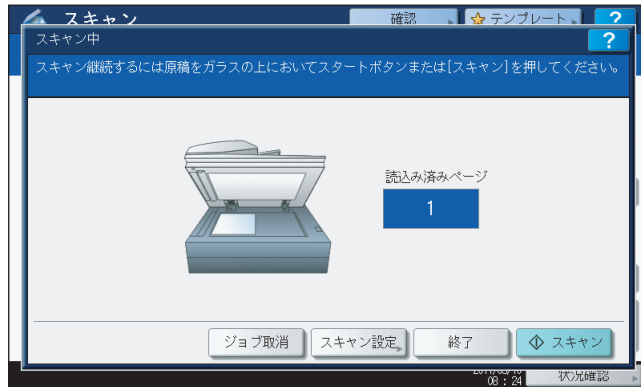 スキャン
確認
テンプレート
?
スキャン中
?
スキャン継続するには原稿をガラスの上においてスタートボタンまたは[スキャン]を押してください。
読込み済みページ
1
ジョブ取消
スキャン設定
終了
スキャン
08 : 24
状況確認